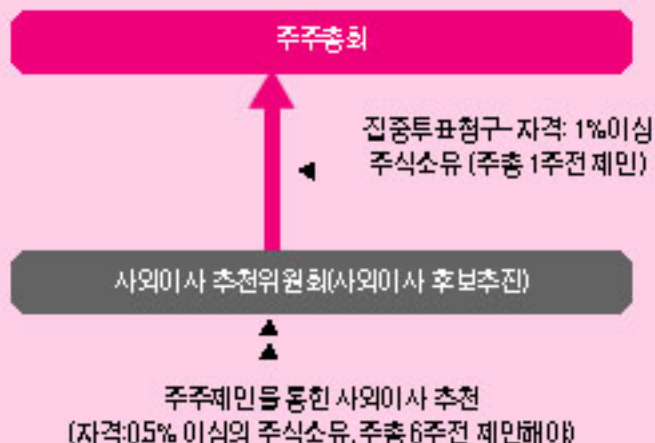 주주총회
집중투표청구-자격: 1%이상
주식소유 (주총 1주전 제안)
사외이사 추천위원회(사외이사 후보추진)
주주제안을 통한 사외이사 추천
(자격:0.5% 이상의 주식소유, 주총 6주전 제안해야)